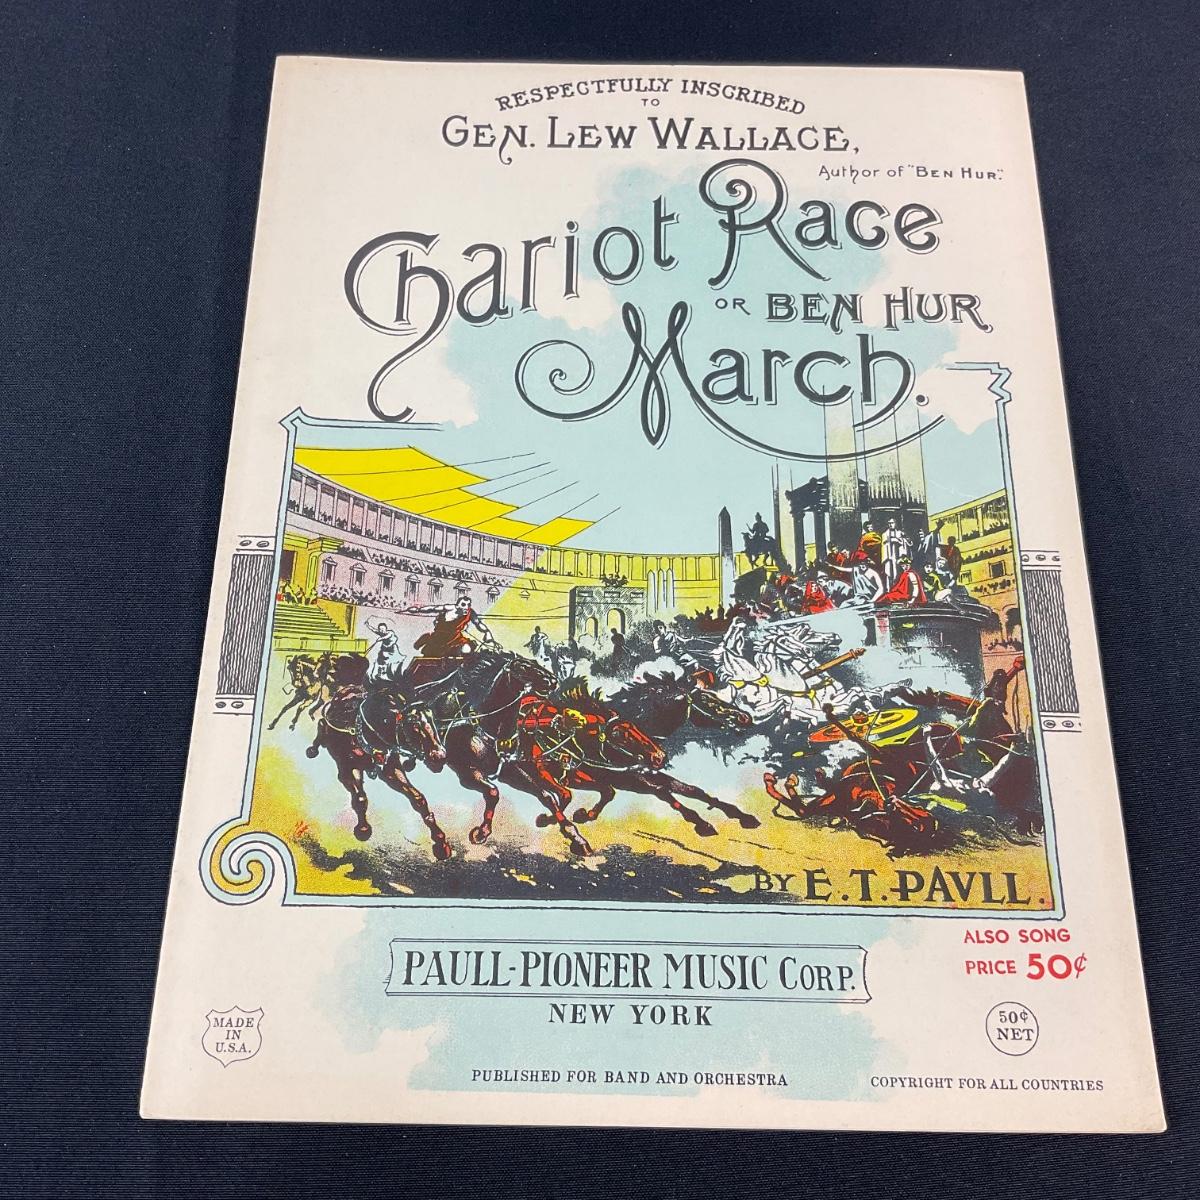 RESPECTFULLY INSCRIBED
TO
GEN. LEW WALLACE,
Author of "BEN HUR."
Chariot Race
OR BEN HUR
March.
BY E.T. PAVLL.
ALSO SONG
PRICE 50¢
PAULL-PIONEER MUSIC CORP.
NEW YORK
MADE
IN
U.S.A.
50¢
NET
PUBLISHED FOR BAND AND ORCHESTRA
COPYRIGHT FOR ALL COUNTRIES